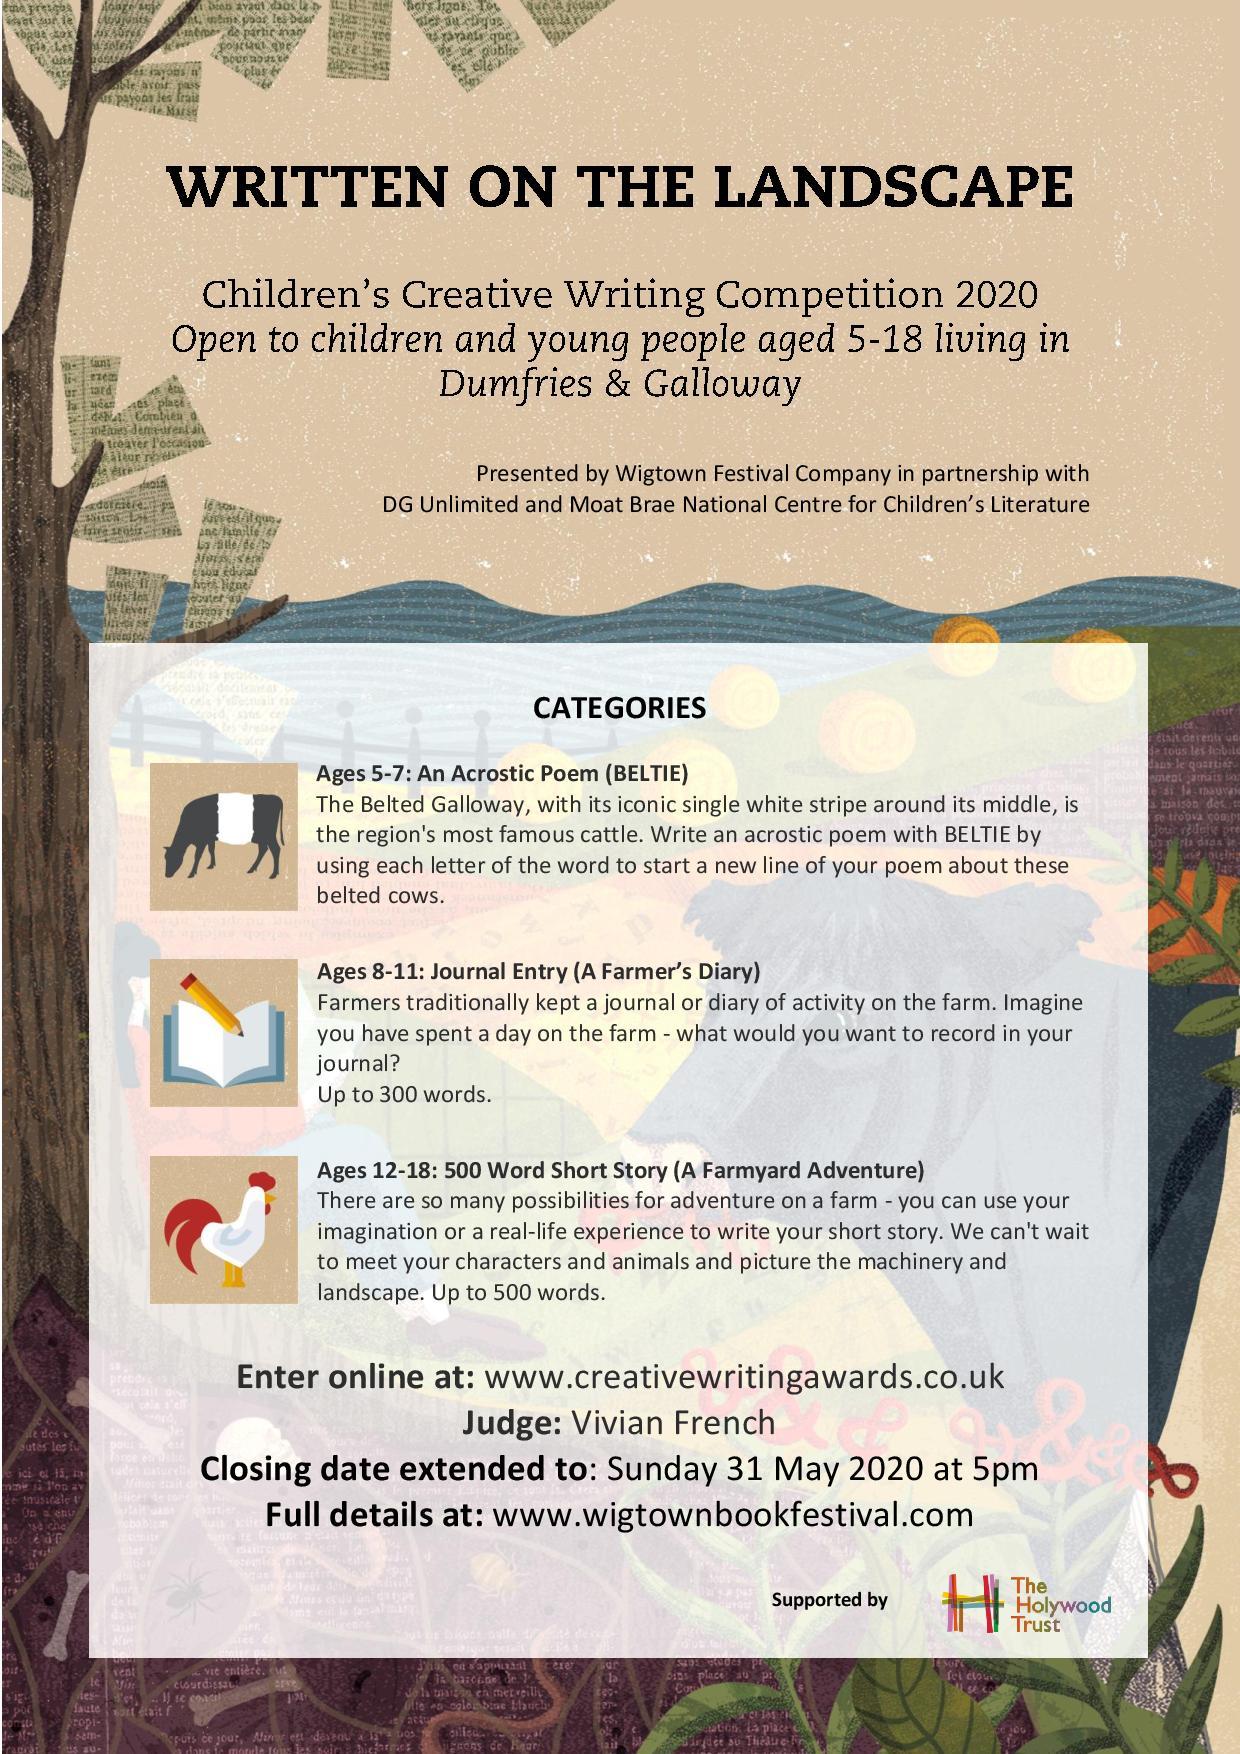 WRITTEN ON THE LANDSCAPE
Children's Creative Writing Competition 2020
Open to children and young people aged 5-18 living in
Dumfries & Galloway
Presented by Wigtown Festival Company in partnership with
DG Unlimited and Moat Brae National Centre for Children's Literature
CATEGORIES
Ages 5-7: An Acrostic Poem (BELTIE)
The Belted Galloway, with its iconic single white stripe around its middle, is
the region's most famous cattle. Write an acrostic poem with BELTIE by
using each letter of the word to start a new line of your poem about these
belted cows.
Ages 8-11: Journal Entry (A Farmer's Diary)
Farmers traditionally kept a journal or diary of activity on the farm. Imagine
you have spent a day on the farm - what would you want to record in your
journal?
Up to 300 words.
Ages 12-18: 500 Word Short Story (A Farmyard Adventure)
There are so many possibilities for adventure on a farm - you can use your
imagination or a real-life experience to write your short story. We can't wait
to meet your characters and animals and picture the machinery and
landscape. Up to 500 words.
Enter online at: www.creativewritingawards.co.uk
Judge: Vivian French
Closing date extended to: Sunday 31 May 2020 at 5pm
Full details at: www.wigtownbookfestival.com
Supported by
The
Holywood
Trust